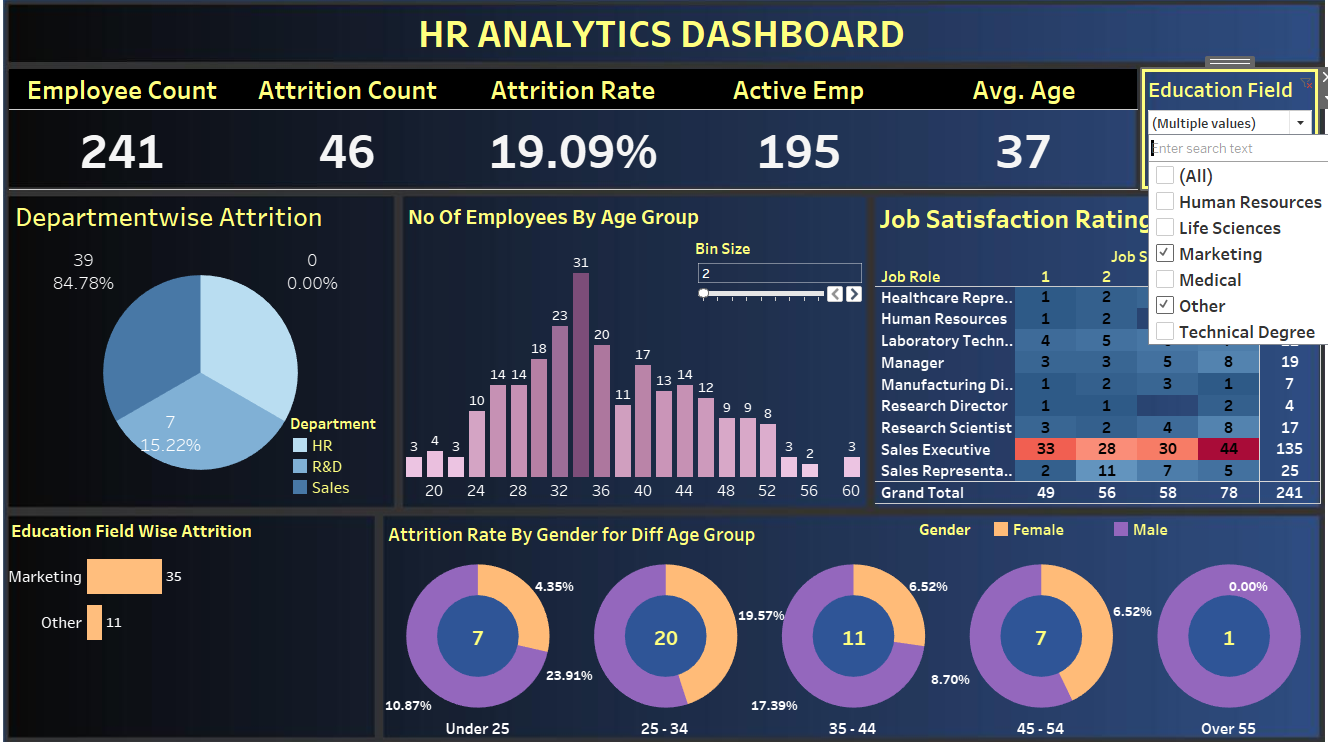 HR ANALYTICS DASHBOARD
Employee Count Attrition Count Attrition Rate Active Emp Avg. Age
241 46 19.09% 195 37
Education Field
(Multiple values)
Enter search text
(All)
Human Resources
Life Sciences
Marketing
Medical
Other
Technical Degree
Departmentwise Attrition
39
84.78%
0
0.00%
7
15.22%
Department
HR
R&D
Sales
No Of Employees By Age Group
Bin Size
2
3 4 3 10 14 14 18 23 31 20 11 17 13 14 12 9 9 8 3 2 3
20 24 28 32 36 40 44 48 52 56 60
Job Satisfaction Rating
Job S
Job Role 1 2
Healthcare Repre.. 1 2
Human Resources 1 2
Laboratory Techn.. 4 5
Manager 3 3 5 8 19
Manufacturing Di.. 1 2 3 1 7
Research Director 1 1 2 4
Research Scientist 3 2 4 8 17
Sales Executive 33 28 30 44 135
Sales Representa.. 2 11 7 5 25
Grand Total 49 56 58 78 241
Education Field Wise Attrition
Marketing 35
Other 11
Attrition Rate By Gender for Diff Age Group
Gender Female Male
4.35%
7
10.87%
Under 25
19.57%
20
23.91%
25 - 34
6.52%
11
17.39%
35 - 44
6.52%
7
8.70%
45 - 54
0.00%
1
Over 55